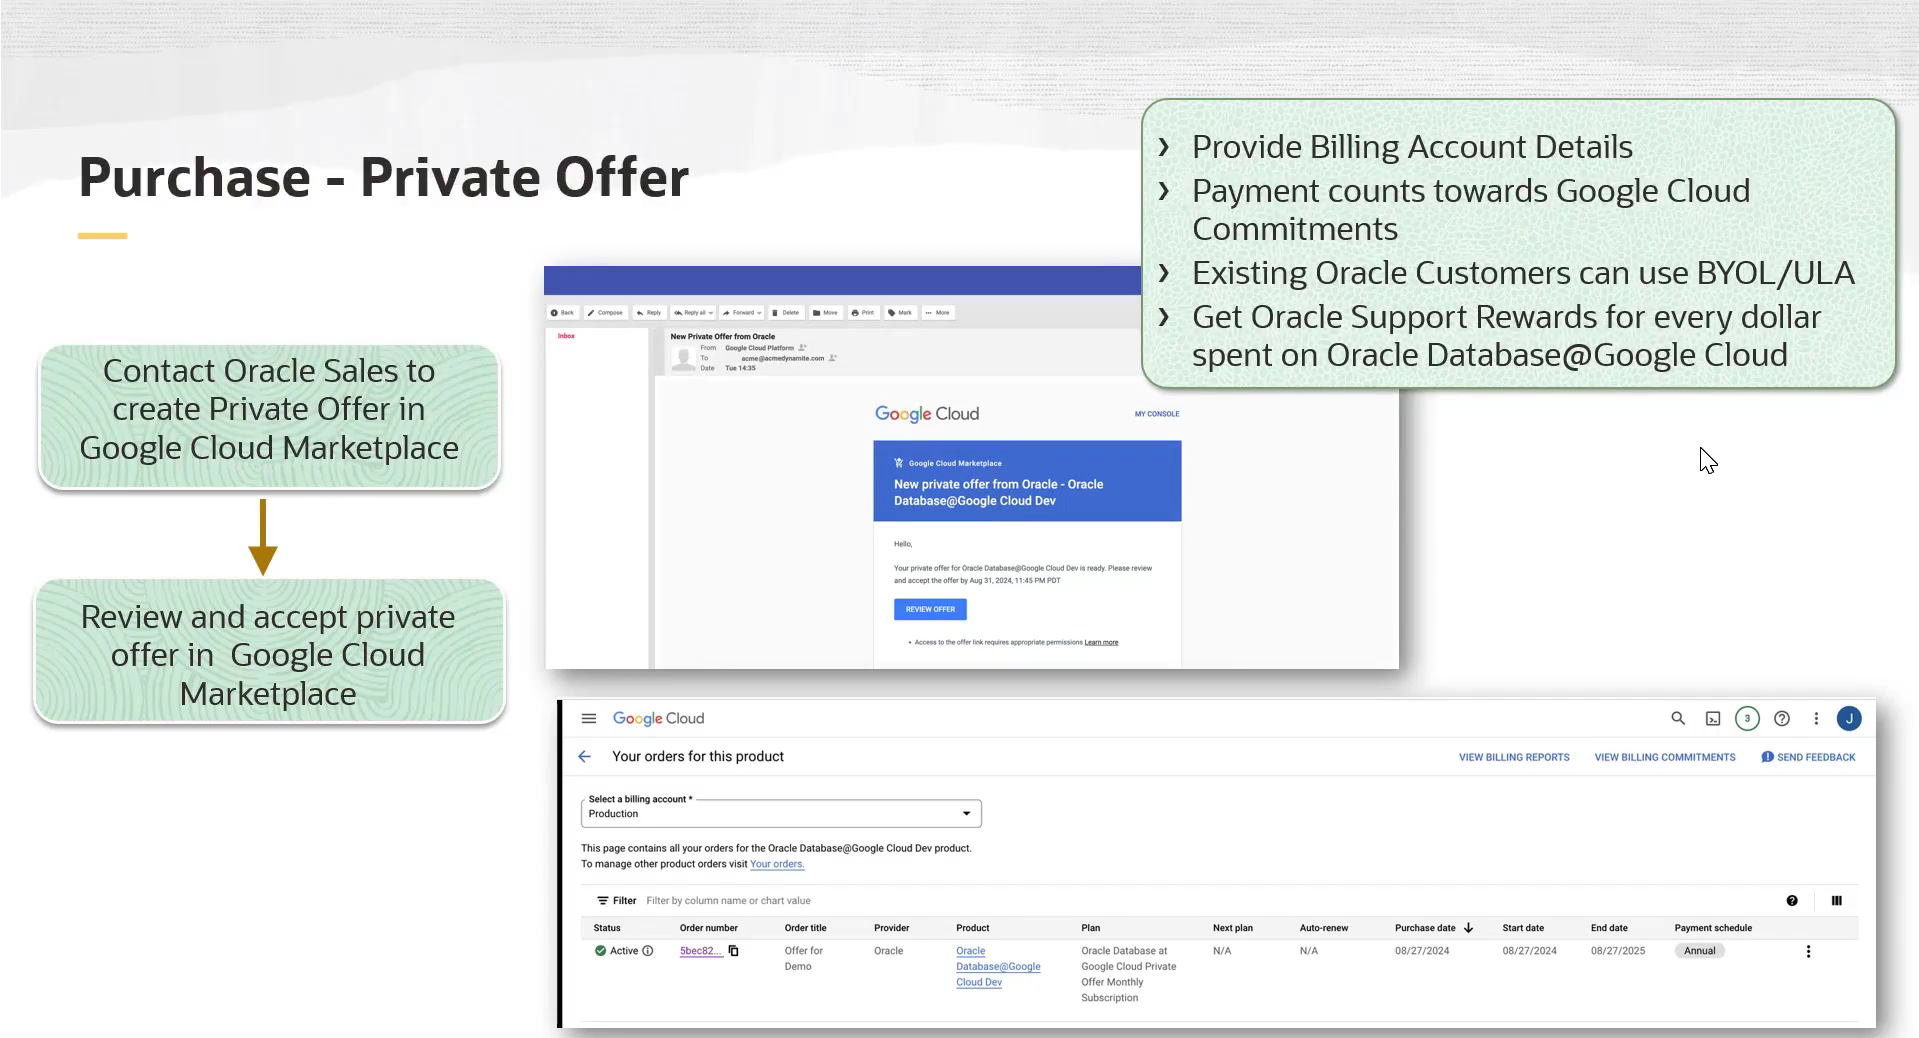 Purchase - Private Offer
› Provide Billing Account Details
› Payment counts towards Google Cloud
Commitments
› Existing Oracle Customers can use BYOL/ULA
› Get Oracle Support Rewards for every dollar
spent on Oracle Database@Google Cloud
Contact Oracle Sales to
create Private Offer in
Google Cloud Marketplace
Review and accept private
offer in  Google Cloud
Marketplace
Back Compose Reply Reply all Forward Delete Move Print Mark More
Inbox
New Private Offer from Oracle
From Google Cloud Platform
To acme@acmedynamite.com
Date Tue 14:35
Google Cloud
MY CONSOLE
Google Cloud Marketplace
New private offer from Oracle - Oracle
Database@Google Cloud Dev
Hello,
Your private offer for Oracle Database@Google Cloud Dev is ready. Please review
and accept the offer by Aug 31, 2024, 11:45 PM PDT
REVIEW OFFER
• Access to the offer link requires appropriate permissions Learn more
Google Cloud
3
J
Your orders for this product
VIEW BILLING REPORTS VIEW BILLING COMMITMENTS SEND FEEDBACK
Select a billing account *
Production
This page contains all your orders for the Oracle Database@Google Cloud Dev product.
To manage other product orders visit Your orders.
Filter Filter by column name or chart value
Status Order number Order title Provider Product Plan Next plan Auto-renew Purchase date Start date End date Payment schedule
Active 5bec82... Offer for Oracle Oracle Oracle Database at N/A N/A 08/27/2024 08/27/2024 08/27/2025 Annual
Demo Database@Google Google Cloud Private
Cloud Dev Offer Monthly
Subscription